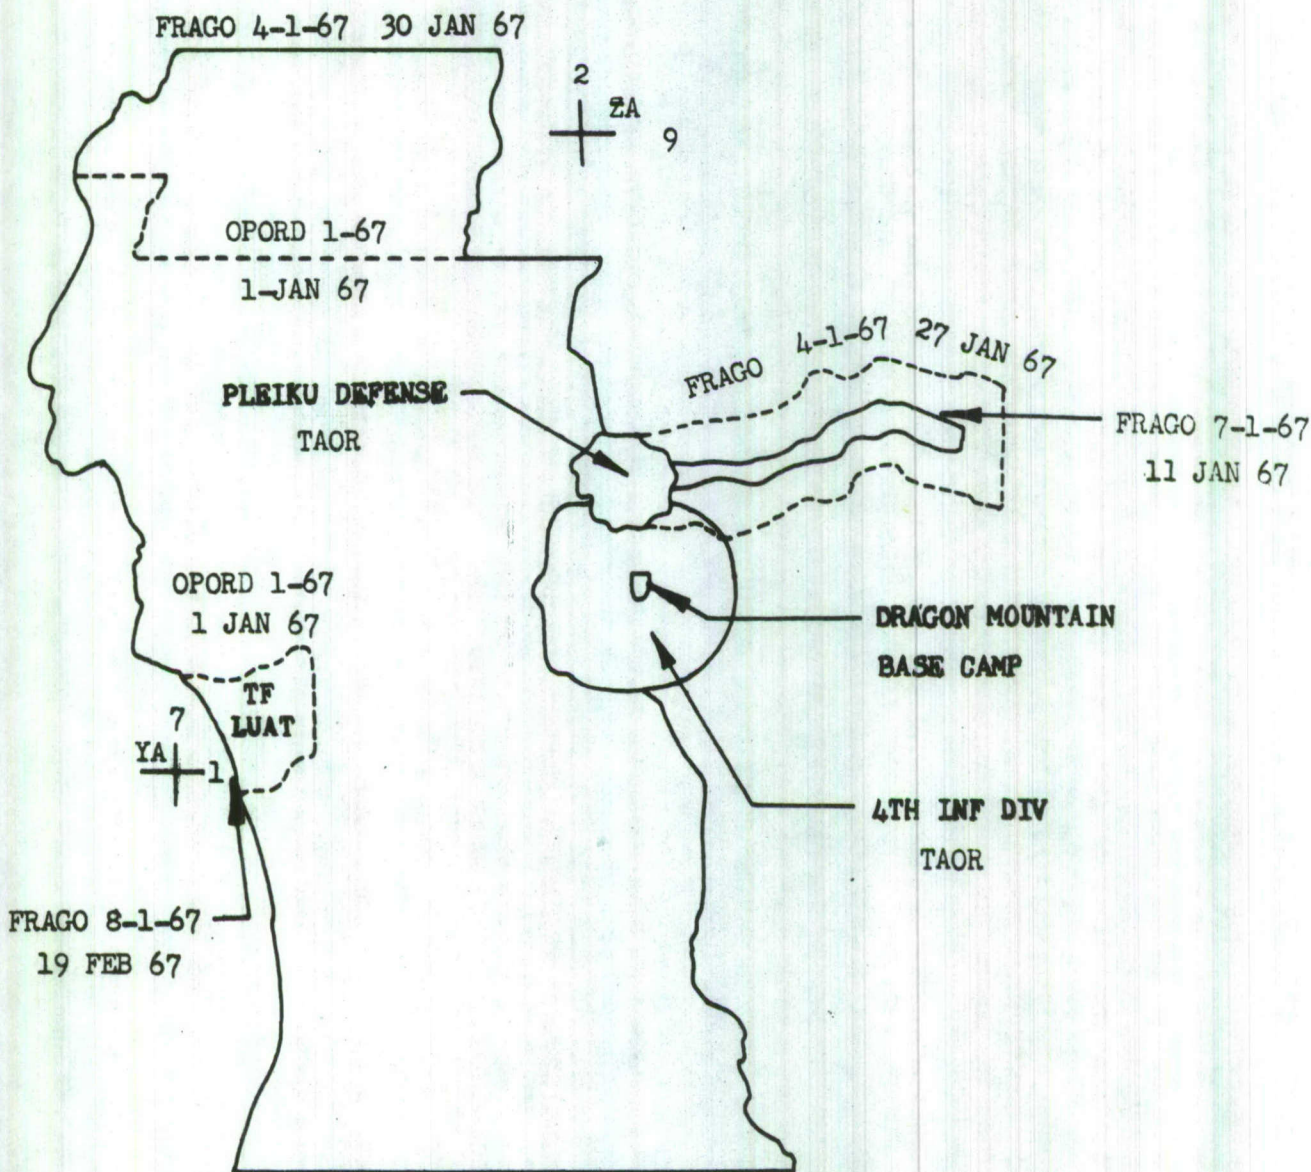 FRAGO 4-1-67 30 JAN 67
2
ZA
9
OPORD 1-67
1-JAN 67
FRAGO 4-1-67 27 JAN 67
PLEIKU DEFENSE
TAOR
FRAGO 7-1-67
11 JAN 67
OPORD 1-67
1 JAN 67
DRAGON MOUNTAIN
BASE CAMP
TF
LUAT
7
YA
1
4TH INF DIV
TAOR
FRAGO 8-1-67
19 FEB 67